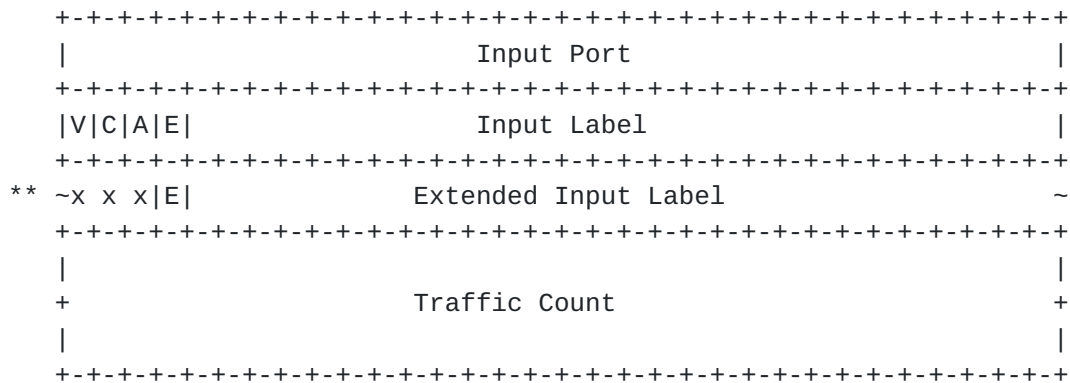 +-+-+-+-+-+-+-+-+-+-+-+-+-+-+-+-+-+-+-+-+-+-+-+-+-+-+-+-+-+-+-+-+
|                          Input Port                           |
+-+-+-+-+-+-+-+-+-+-+-+-+-+-+-+-+-+-+-+-+-+-+-+-+-+-+-+-+-+-+-+-+
|V|C|A|E|                  Input Label                          |
+-+-+-+-+-+-+-+-+-+-+-+-+-+-+-+-+-+-+-+-+-+-+-+-+-+-+-+-+-+-+-+-+
** ~x x x|E|              Extended Input Label                     ~
+-+-+-+-+-+-+-+-+-+-+-+-+-+-+-+-+-+-+-+-+-+-+-+-+-+-+-+-+-+-+-+-+
|                                                               |
+                      Traffic Count                            +
|                                                               |
+-+-+-+-+-+-+-+-+-+-+-+-+-+-+-+-+-+-+-+-+-+-+-+-+-+-+-+-+-+-+-+-+